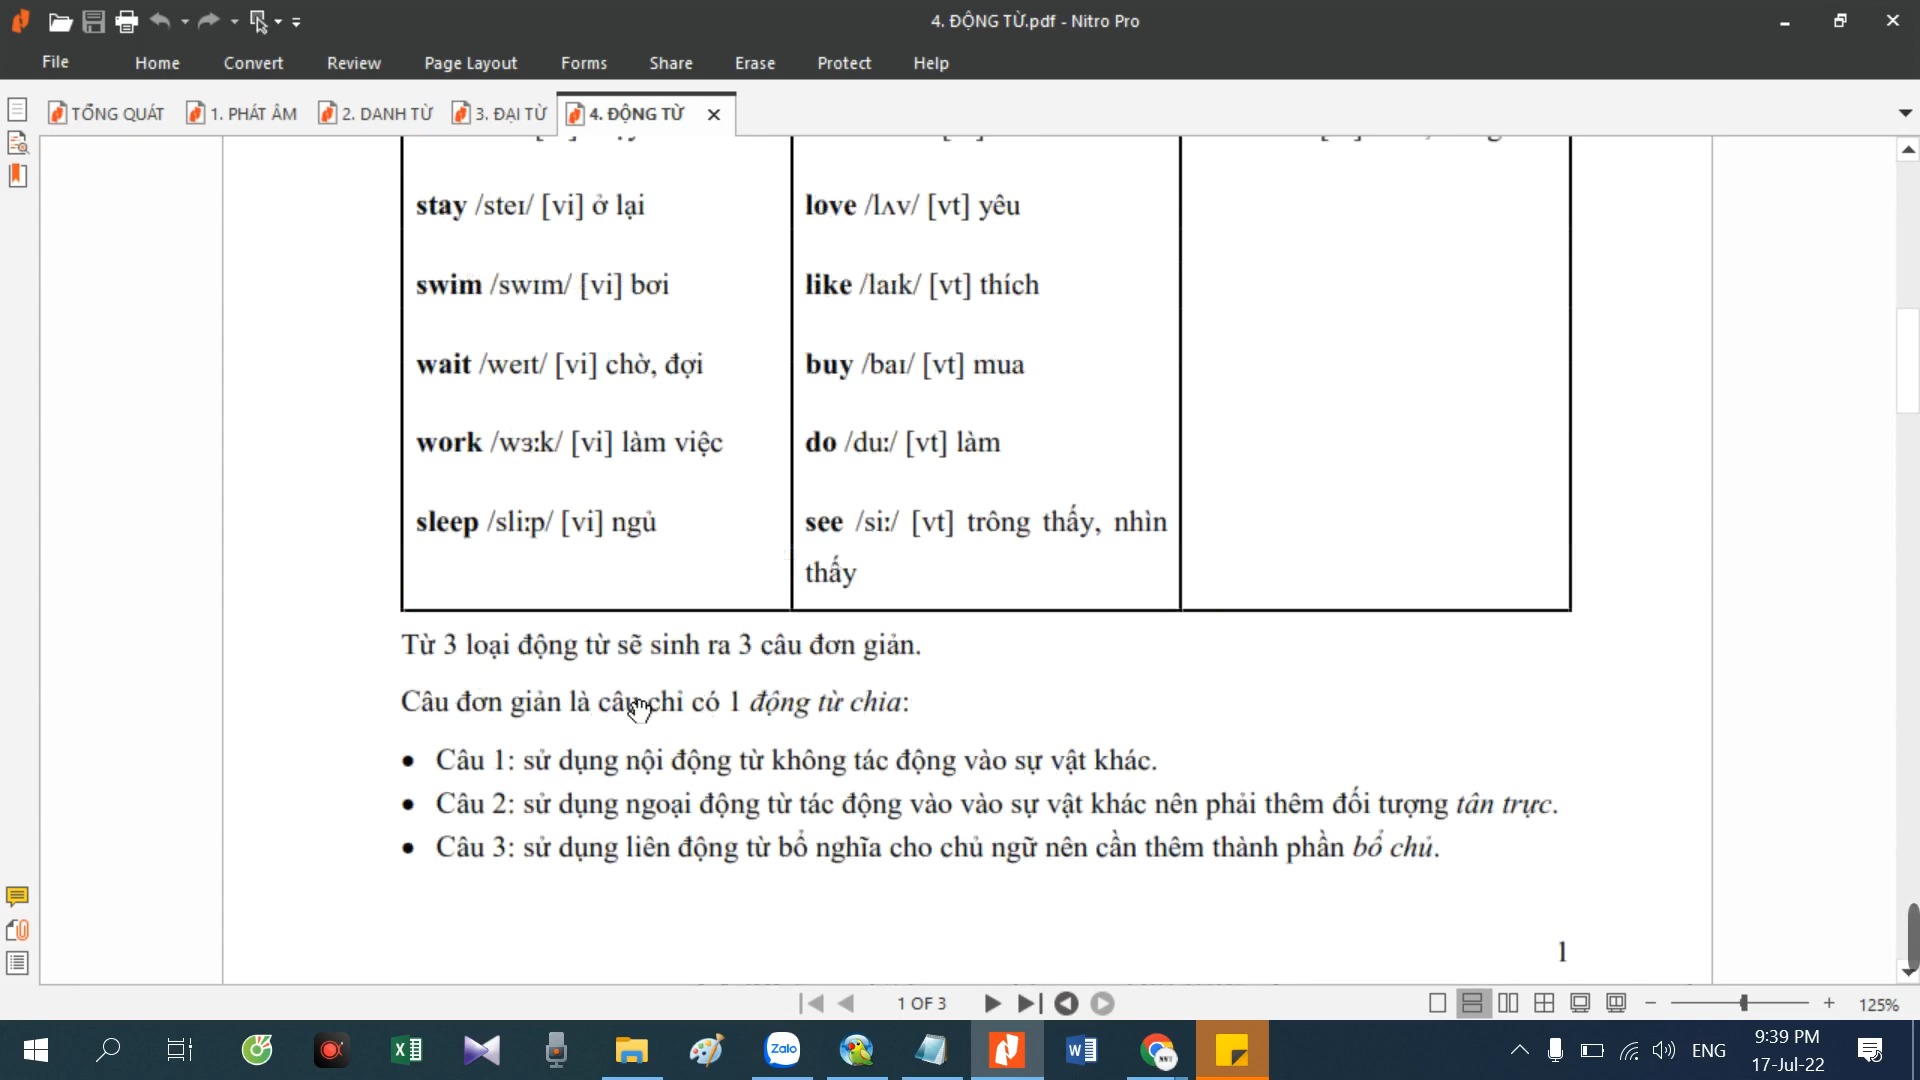 4. ĐỘNG TỪ.pdf - Nitro Pro
File Home Convert Review Page Layout Forms Share Erase Protect Help
TỔNG QUÁT 1. PHÁT ÂM 2. DANH TỪ 3. ĐẠI TỪ 4. ĐỘNG TỪ
stay /steɪ/ [vi] ở lại
swim /swɪm/ [vi] bơi
wait /weɪt/ [vi] chờ, đợi
work /wɜːk/ [vi] làm việc
sleep /sliːp/ [vi] ngủ
love /lʌv/ [vt] yêu
like /laɪk/ [vt] thích
buy /baɪ/ [vt] mua
do /duː/ [vt] làm
see /siː/ [vt] trông thấy, nhìn
thấy
Từ 3 loại động từ sẽ sinh ra 3 câu đơn giản.
Câu đơn giản là câu chỉ có 1 động từ chia:
• Câu 1: sử dụng nội động từ không tác động vào sự vật khác.
• Câu 2: sử dụng ngoại động từ tác động vào vào sự vật khác nên phải thêm đối tượng tân trực.
• Câu 3: sử dụng liên động từ bổ nghĩa cho chủ ngữ nên cần thêm thành phần bổ chủ.
1
1 OF 3
125%
Zalo
ENG
9:39 PM
17-Jul-22